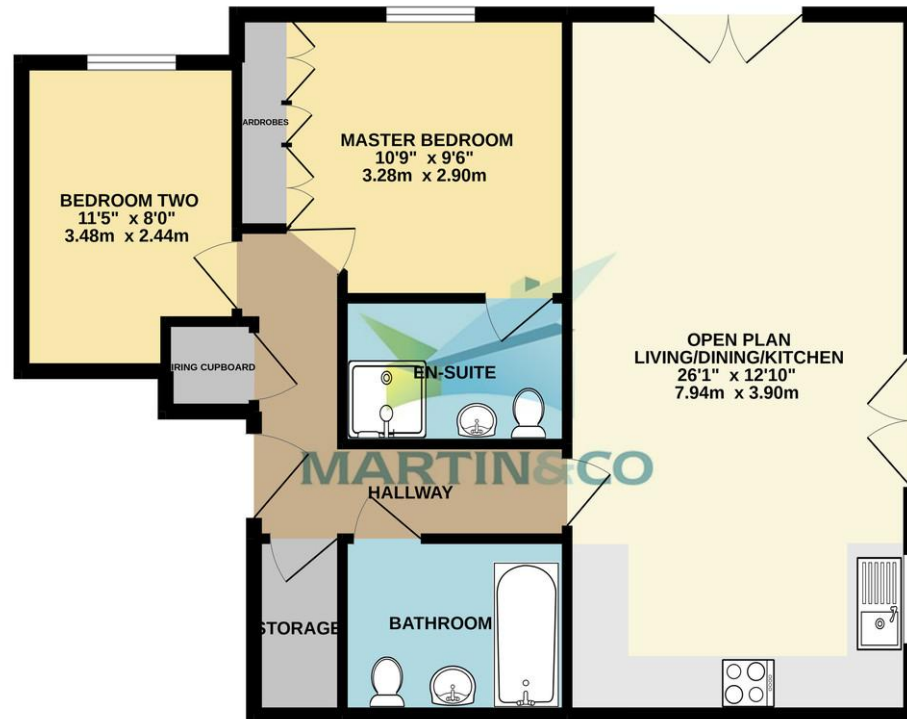 ARDROBES
MASTER BEDROOM
10'9" x 9'6"
3.28m x 2.90m
BEDROOM TWO
11'5" x 8'0"
3.48m x 2.44m
OPEN PLAN
LIVING/DINING/KITCHEN
26'1" x 12'10"
7.94m x 3.90m
IRING CUPBOARD
EN-SUITE
MARTIN&CO
HALLWAY
STORAGE
BATHROOM